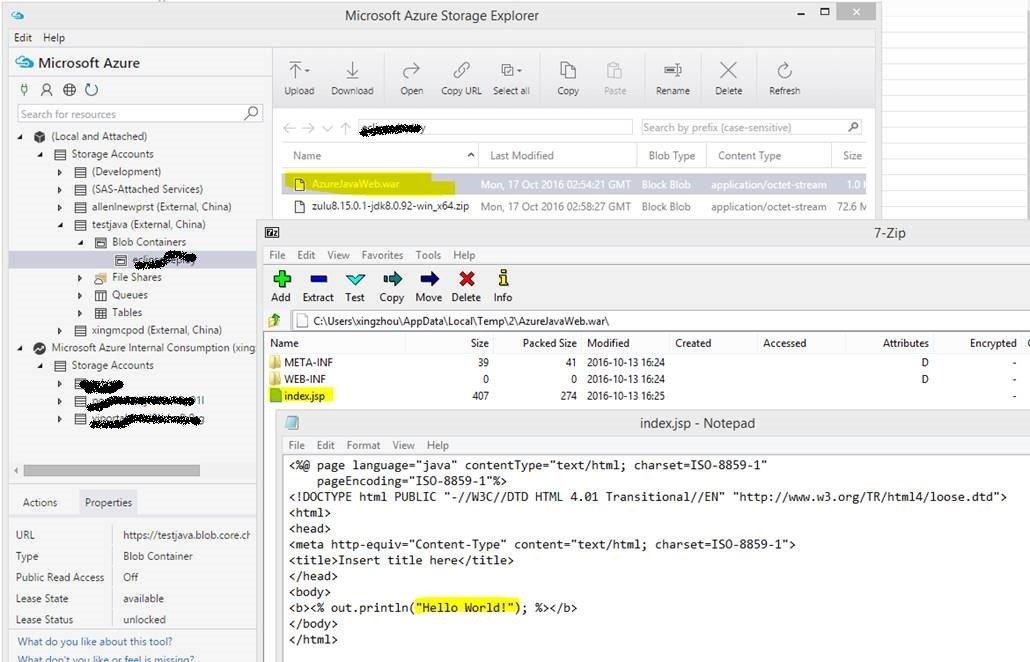 Microsoft Azure Storage Explorer
Edit Help
Microsoft Azure
Search for resources
(Local and Attached)
Storage Accounts
(Development)
(SAS-Attached Services)
allenlnewprst (External, China)
testjava (External, China)
Blob Containers
File Shares
Queues
Tables
xingmcpod (External, China)
Microsoft Azure Internal Consumption (xing
Storage Accounts
Actions Properties
URL https://testjava.blob.core.ch
Type Blob Container
Public Read Access Off
Lease State available
Lease Status unlocked
What do you like about this tool?
What don't you like or feel is missing?
Upload Download Open Copy URL Select all Copy Paste Rename Delete Refresh
Search by prefix (case-sensitive)
Name Last Modified Blob Type Content Type Size
AzureJavaWeb.war Mon, 17 Oct 2016 02:54:21 GMT Block Blob application/octet-stream 1.0 K
zulu8.15.0.1-jdk8.0.92-win_x64.zip Mon, 17 Oct 2016 02:58:27 GMT Block Blob application/octet-stream 72.6 M
7-Zip
File Edit View Favorites Tools Help
Add Extract Test Copy Move Delete Info
C:\Users\xingzhou\AppData\Local\Temp\2\AzureJavaWeb.war\
Name Size Packed Size Modified Created Accessed Attributes Encrypted
META-INF 39 41 2016-10-13 16:24 D -
WEB-INF 0 0 2016-10-13 16:24 D -
index.jsp 407 274 2016-10-13 16:25 -
index.jsp - Notepad
File Edit Format View Help
<%@ page language="java" contentType="text/html; charset=ISO-8859-1"
pageEncoding="ISO-8859-1"%>
<!DOCTYPE html PUBLIC "-//W3C//DTD HTML 4.01 Transitional//EN" "http://www.w3.org/TR/html4/loose.dtd">
<html>
<head>
<meta http-equiv="Content-Type" content="text/html; charset=ISO-8859-1">
<title>Insert title here</title>
</head>
<body>
<b><% out.println("Hello World!"); %></b>
</body>
</html>